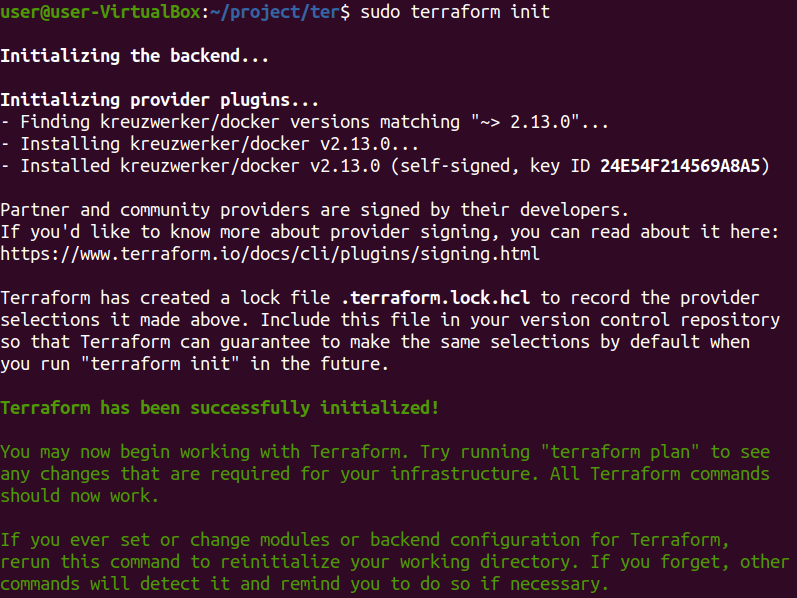 user@user-VirtualBox:~/project/ter$ sudo terraform init
Initializing the backend...
Initializing provider plugins...
- Finding kreuzwerker/docker versions matching "~> 2.13.0"...
- Installing kreuzwerker/docker v2.13.0...
- Installed kreuzwerker/docker v2.13.0 (self-signed, key ID 24E54F214569A8A5)
Partner and community providers are signed by their developers.
If you'd like to know more about provider signing, you can read about it here:
https://www.terraform.io/docs/cli/plugins/signing.html
Terraform has created a lock file .terraform.lock.hcl to record the provider
selections it made above. Include this file in your version control repository
so that Terraform can guarantee to make the same selections by default when
you run "terraform init" in the future.
Terraform has been successfully initialized!
You may now begin working with Terraform. Try running "terraform plan" to see
any changes that are required for your infrastructure. All Terraform commands
should now work.
If you ever set or change modules or backend configuration for Terraform,
rerun this command to reinitialize your working directory. If you forget, other
commands will detect it and remind you to do so if necessary.